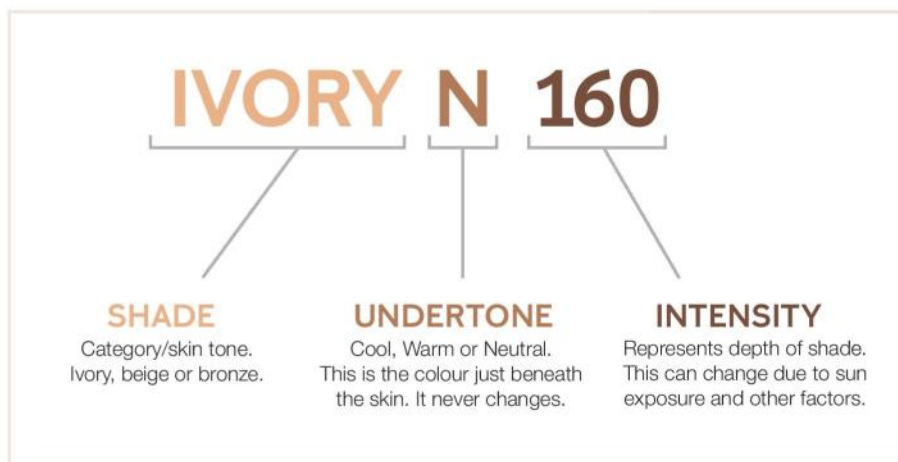 IVORY N 160
SHADE
Category/skin tone.
Ivory, beige or bronze.
UNDERTONE
Cool, Warm or Neutral.
This is the colour just beneath
the skin. It never changes.
INTENSITY
Represents depth of shade.
This can change due to sun
exposure and other factors.